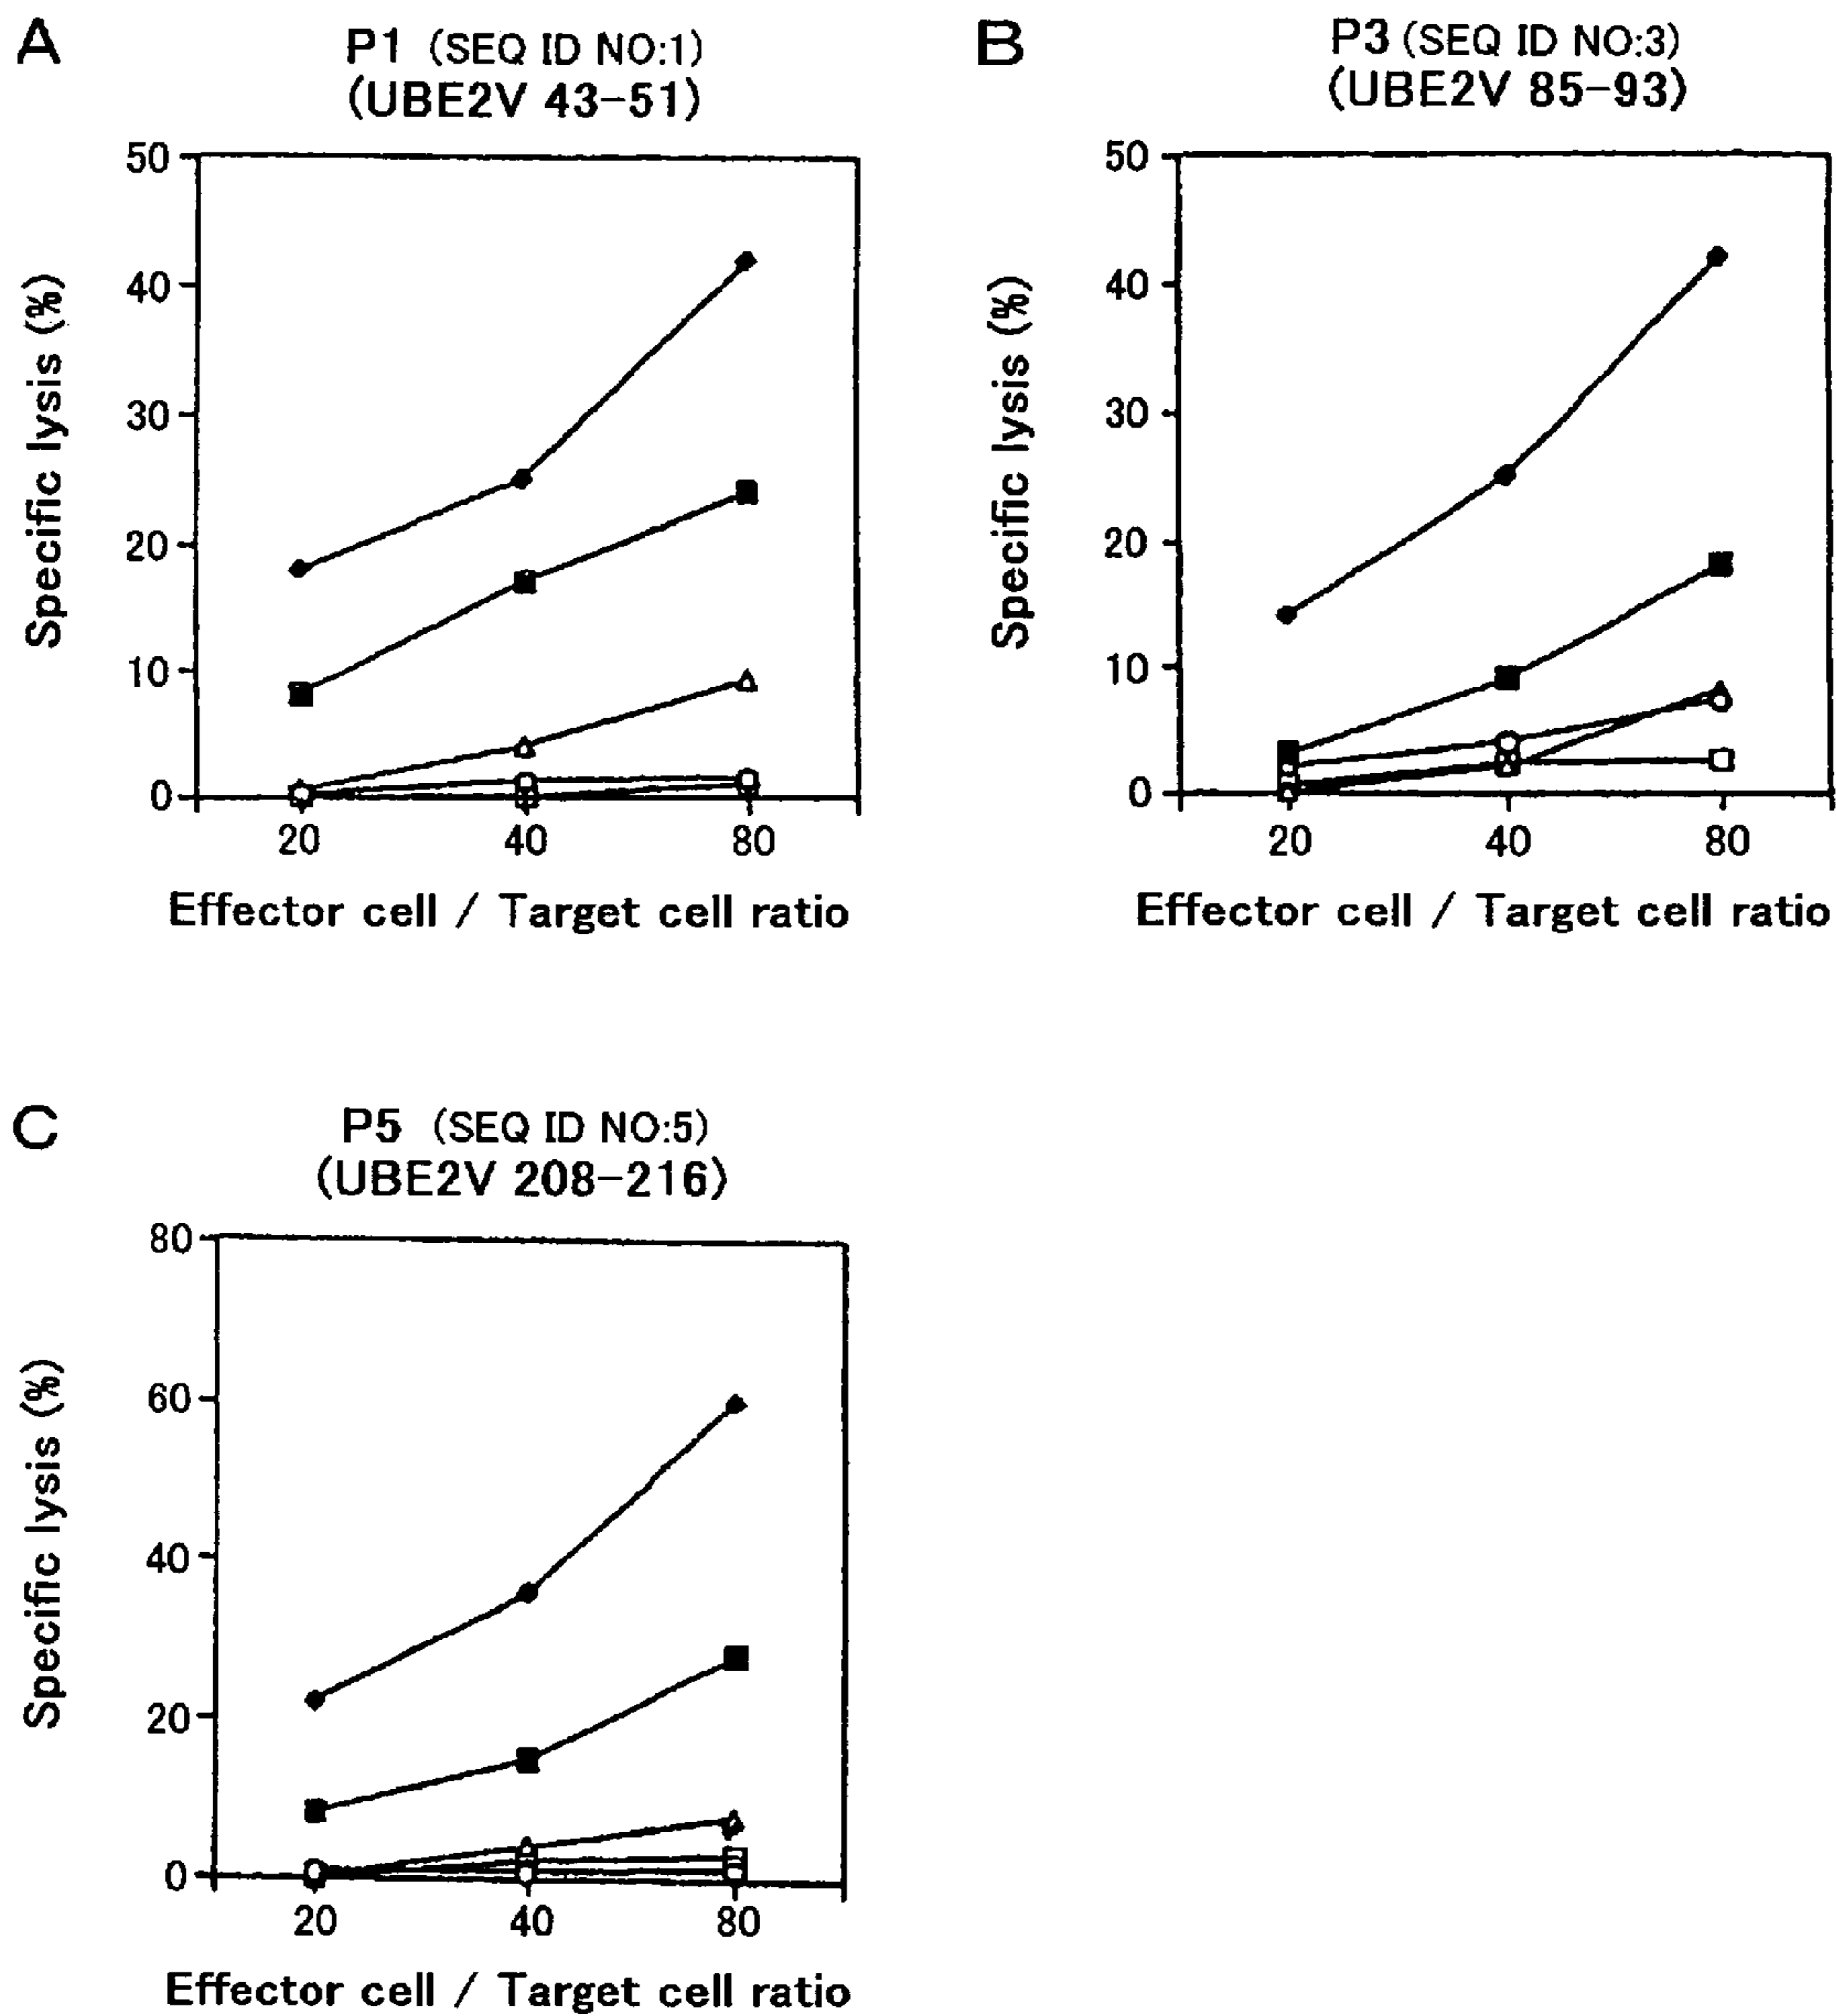 A
P1 (SEQ ID NO:1)
(UBE2V 43-51)
50
40
30
20
10
0
Specific lysis (%)
20 40 80
Effector cell / Target cell ratio
B
P3 (SEQ ID NO:3)
(UBE2V 85-93)
50
40
30
20
10
0
Specific lysis (%)
20 40 80
Effector cell / Target cell ratio
C
P5 (SEQ ID NO:5)
(UBE2V 208-216)
80
60
40
20
0
Specific lysis (%)
20 40 80
Effector cell / Target cell ratio